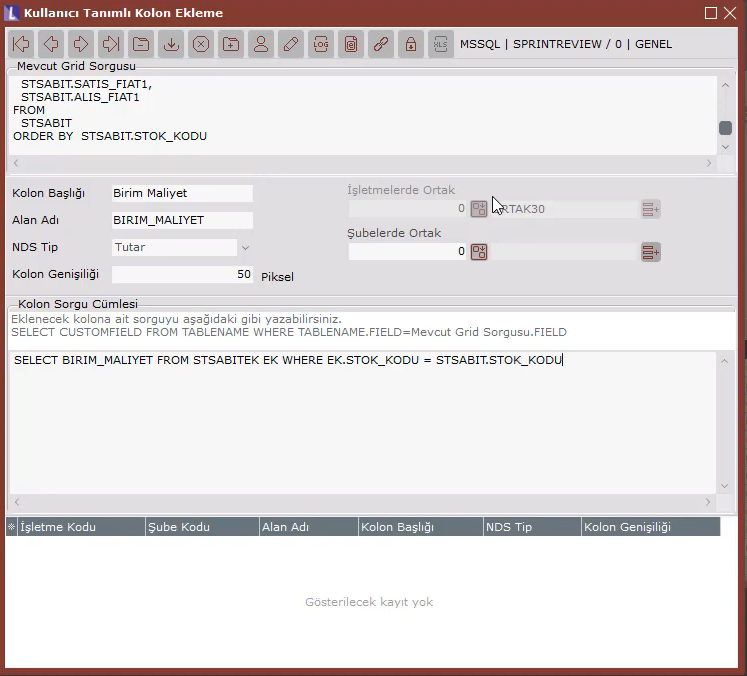 Kullanıcı Tanımlı Kolon Ekleme
LOG
XLS
MSSQL | SPRINTREVIEW / 0 | GENEL
Mevcut Grid Sorgusu
STSABIT.SATIS_FIAT1,
STSABIT.ALIS_FIAT1
FROM
STSABIT
ORDER BY STSABIT.STOK_KODU
Kolon Başlığı Birim Maliyet
Alan Adı BIRIM_MALIYET
NDS Tip Tutar
Kolon Genişiliği 50 Piksel
İşletmelerde Ortak
0 RTAK30
Şubelerde Ortak
0
Kolon Sorgu Cümlesi
Eklenecek kolona ait sorguyu aşağıdaki gibi yazabilirsiniz.
SELECT CUSTOMFIELD FROM TABLENAME WHERE TABLENAME.FIELD=Mevcut Grid Sorgusu.FIELD
SELECT BIRIM_MALIYET FROM STSABITEK EK WHERE EK.STOK_KODU = STSABIT.STOK_KODU
İşletme Kodu Şube Kodu Alan Adı Kolon Başlığı NDS Tip Kolon Genişiliği
Gösterilecek kayıt yok